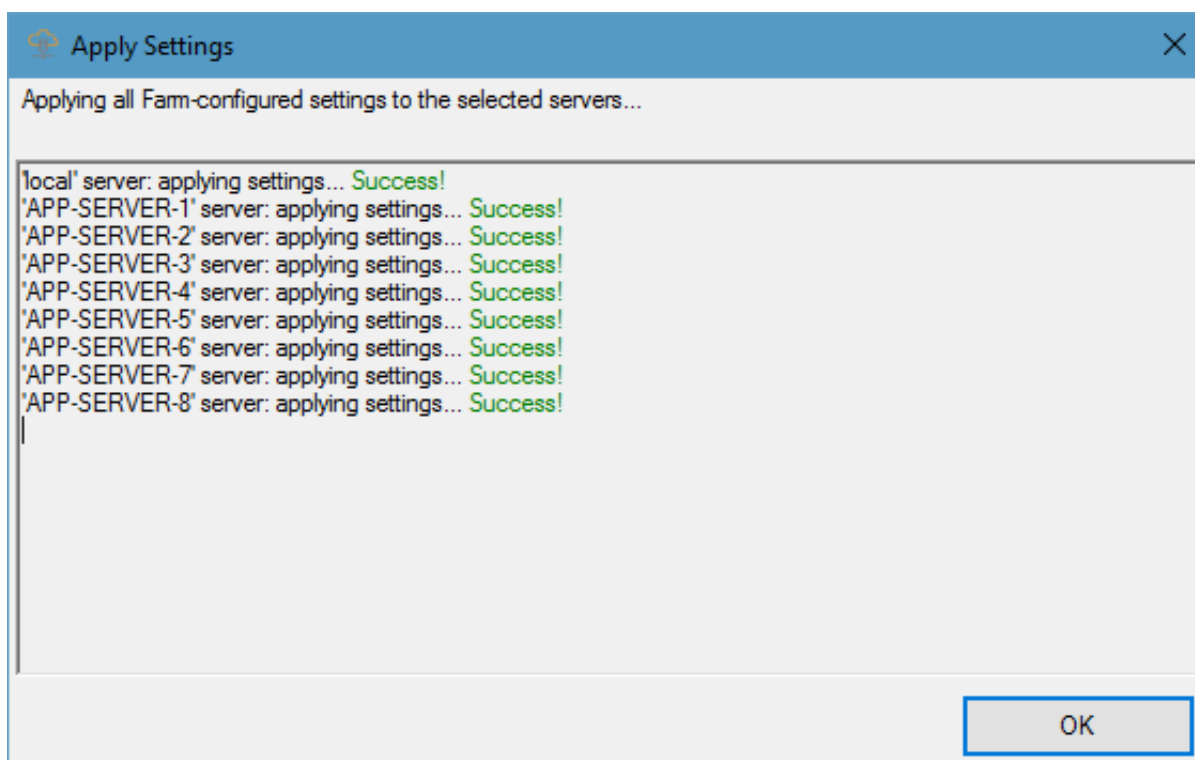 Apply Settings
Applying all Farm-configured settings to the selected servers...
'local' server: applying settings... Success!
'APP-SERVER-1' server: applying settings... Success!
'APP-SERVER-2' server: applying settings... Success!
'APP-SERVER-3' server: applying settings... Success!
'APP-SERVER-4' server: applying settings... Success!
'APP-SERVER-5' server: applying settings... Success!
'APP-SERVER-6' server: applying settings... Success!
'APP-SERVER-7' server: applying settings... Success!
'APP-SERVER-8' server: applying settings... Success!
OK